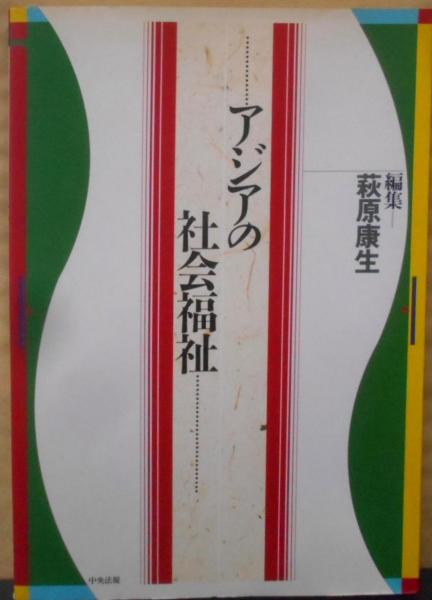 アジアの
社会福祉
編集
萩原康生
中央法規